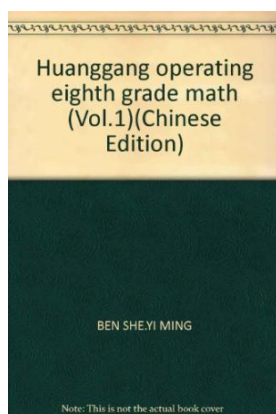 Huanggang operating
eighth grade math
(Vol.1)(Chinese
Edition)
BEN SHE.YI MING
Note: This is not the actual book cover